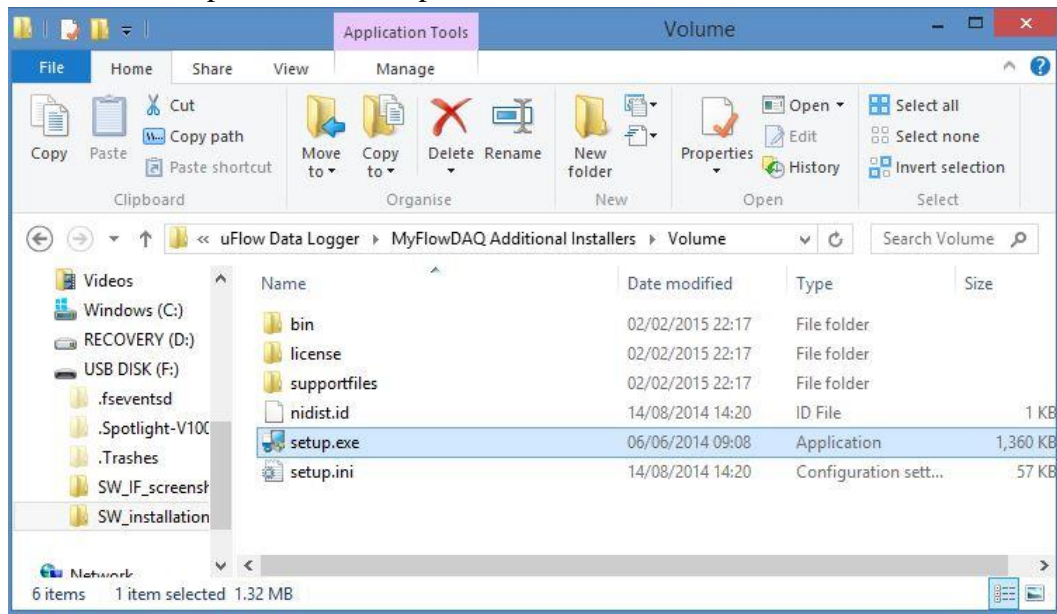 Application Tools
Volume
File Home Share View Manage
Copy
Paste
Cut
Copy path
Paste shortcut
Clipboard
Move to
Copy to
Delete
Rename
Organise
New folder
New
Properties
Open
Edit
History
Open
Select all
Select none
Invert selection
Select
« uFlow Data Logger MyFlowDAQ Additional Installers Volume
Search Volume
Videos
Windows (C:)
RECOVERY (D:)
USB DISK (F:)
.fseventsd
.Spotlight-V100
.Trashes
SW_IF_screensh
SW_installation
Network
Name Date modified Type Size
bin 02/02/2015 22:17 File folder
license 02/02/2015 22:17 File folder
supportfiles 02/02/2015 22:17 File folder
nidist.id 14/08/2014 14:20 ID File 1 KB
setup.exe 06/06/2014 09:08 Application 1,360 KB
setup.ini 14/08/2014 14:20 Configuration sett... 57 KB
6 items 1 item selected 1.32 MB